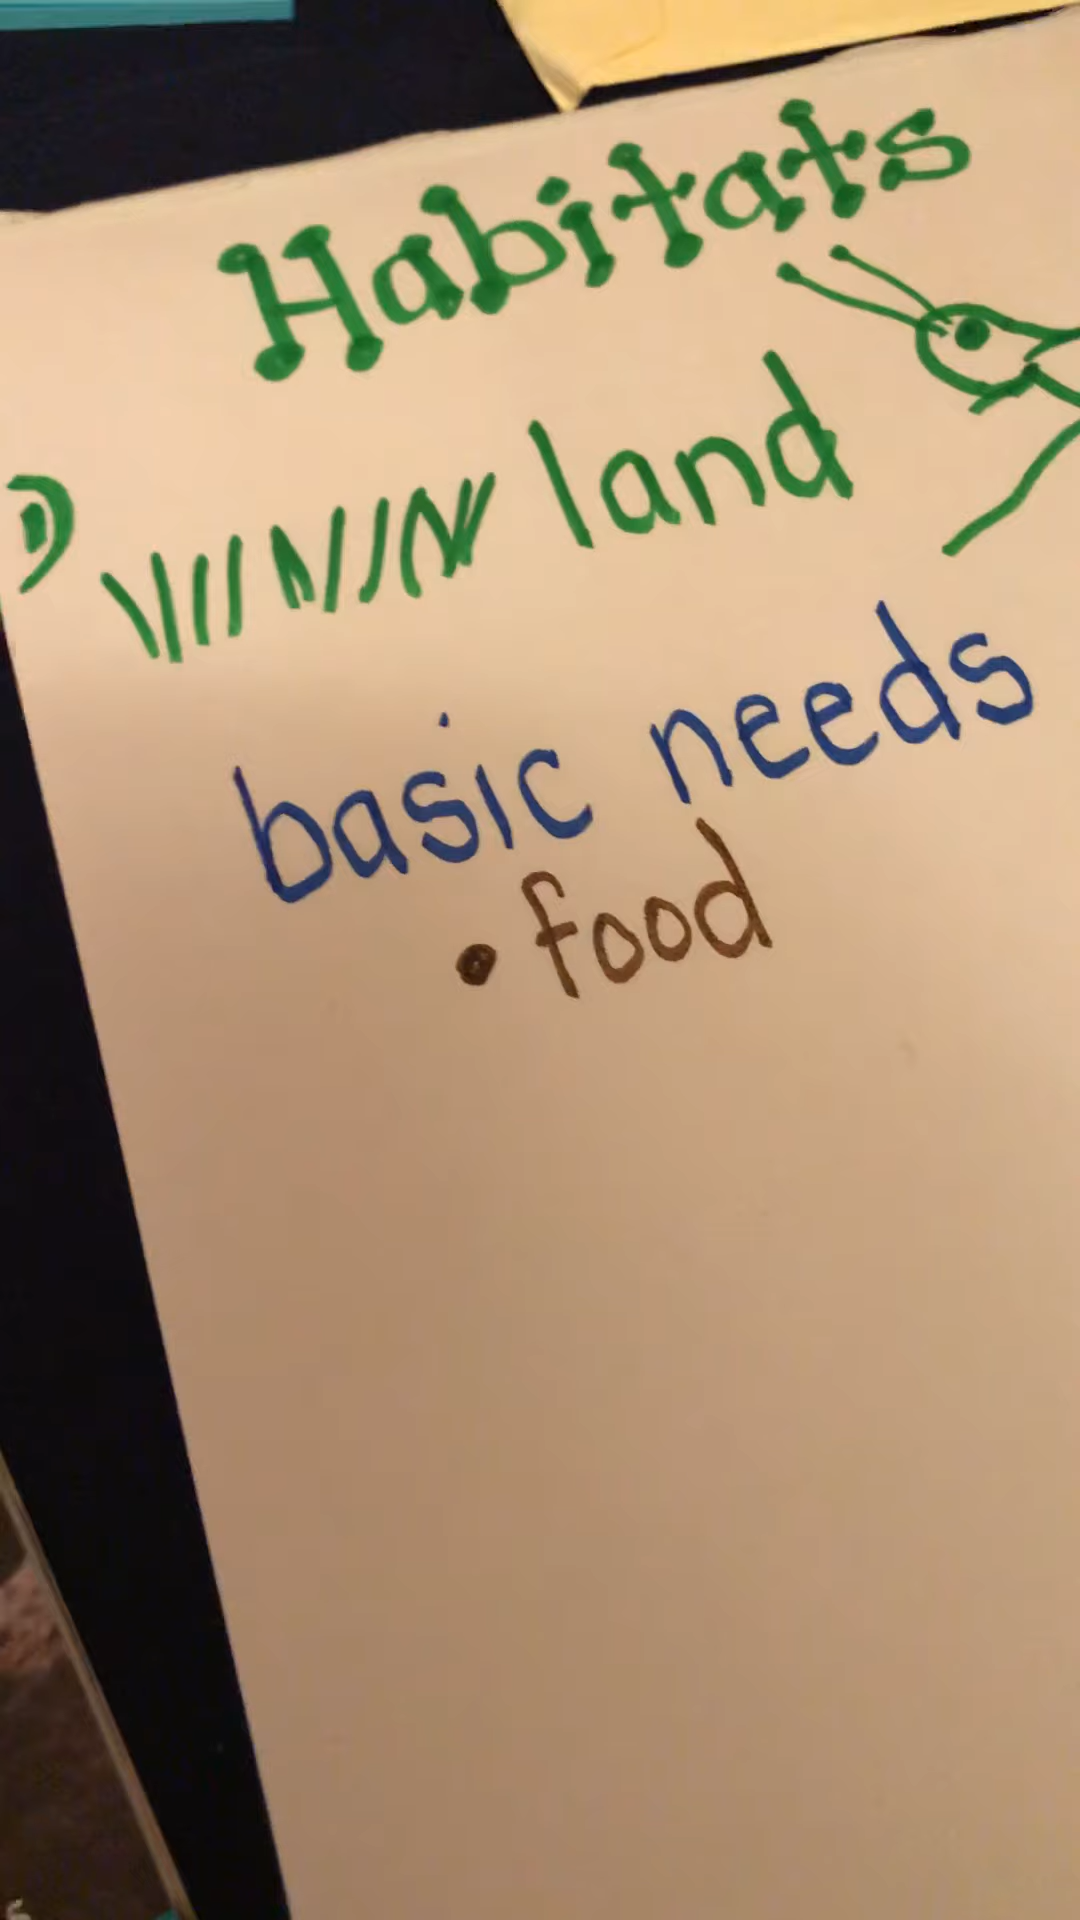 Habitats
land
basic needs
• food